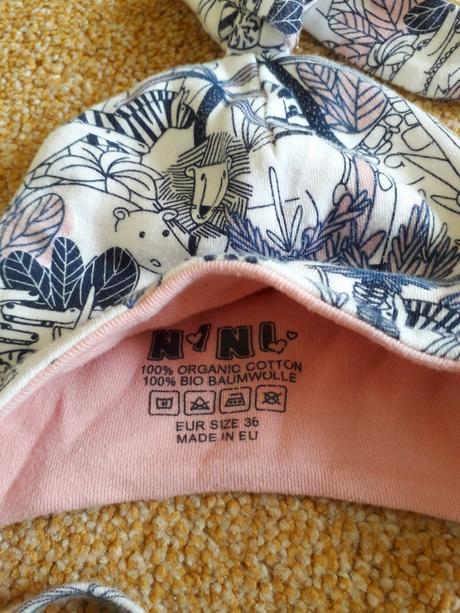 NINI
100% ORGANIC COTTON
100% BIO BAUMWOLLE
EUR SIZE 36
MADE IN EU